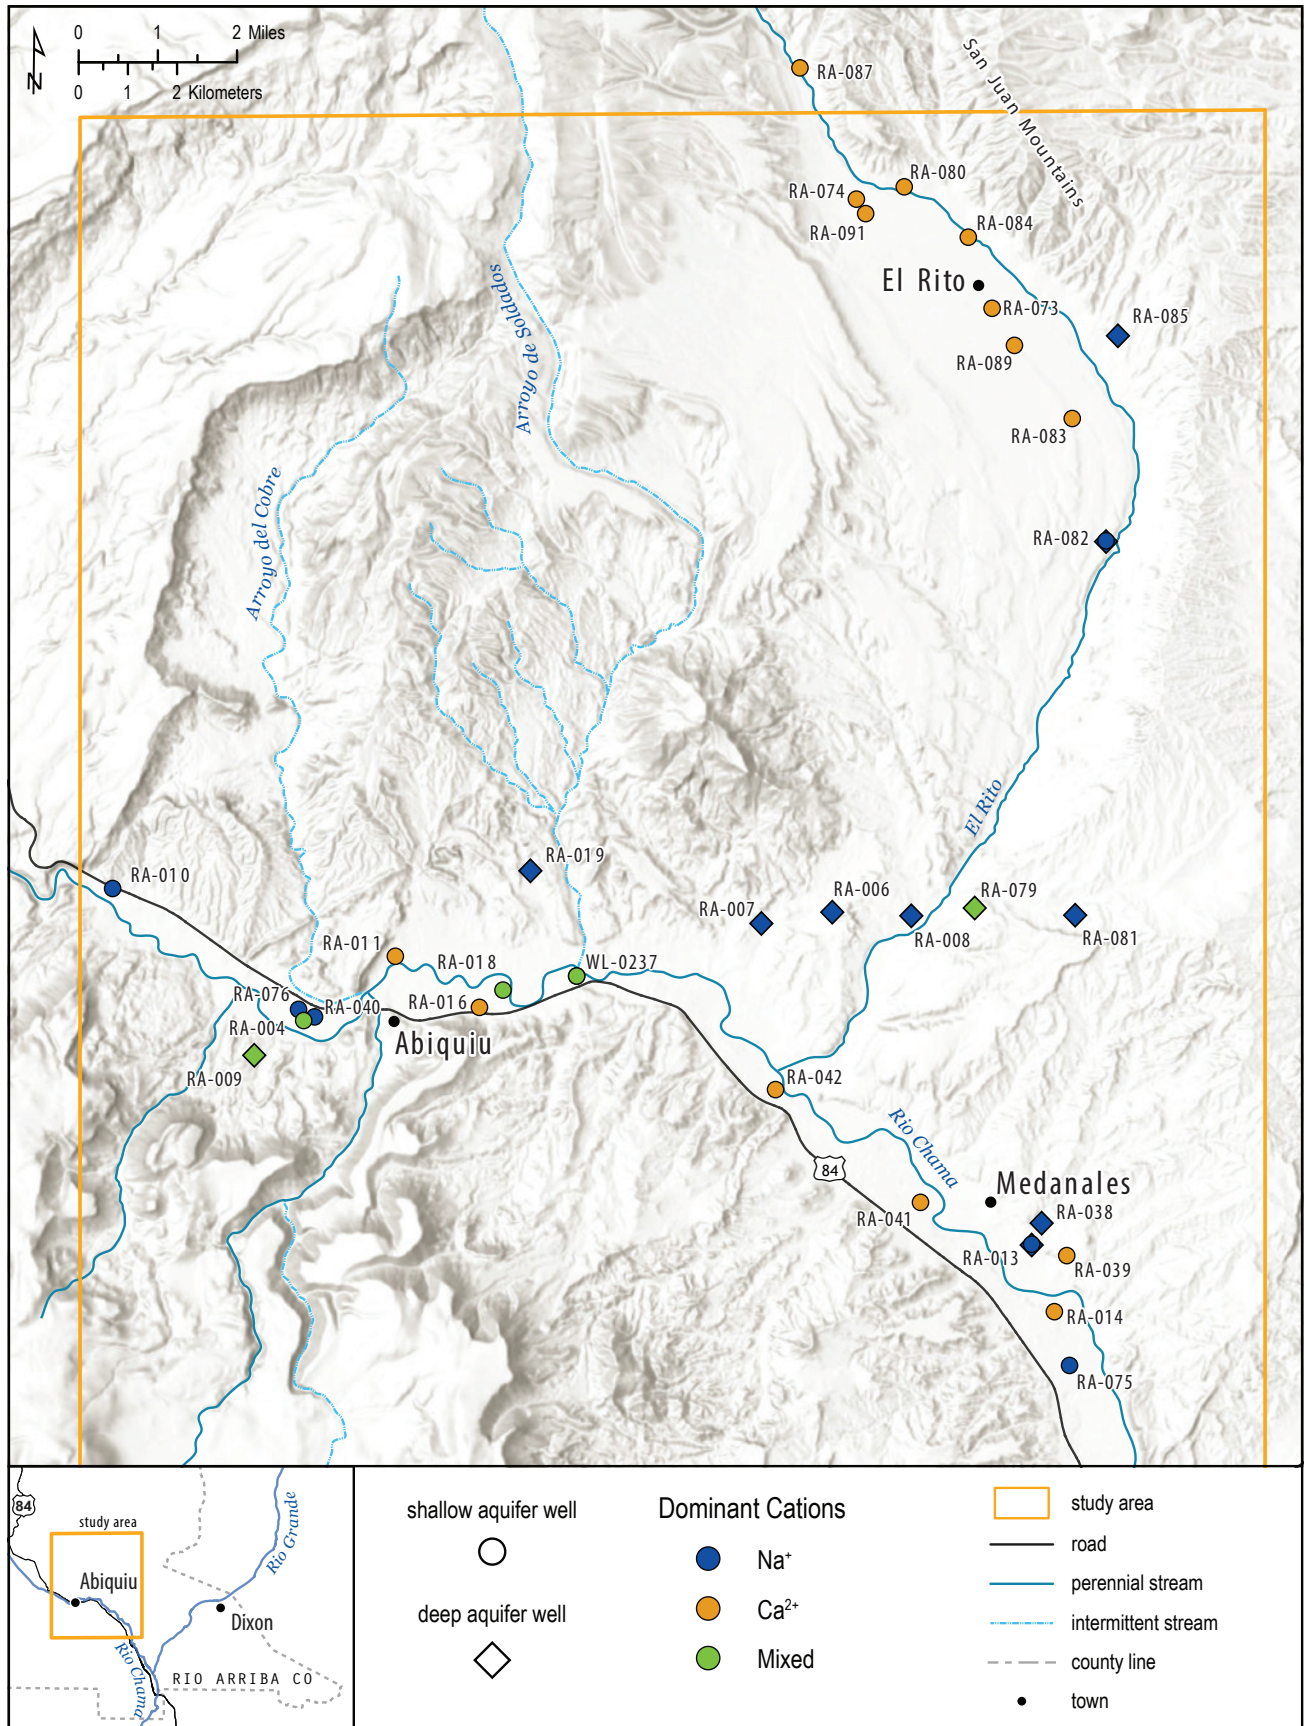 0 1 2 Miles
N
0 1 2 Kilometers
San Juan Mountains
RA-087
RA-080
RA-074
RA-091
RA-084
El Rito
RA-073
RA-085
RA-089
RA-083
Arroyo de Soldados
Arroyo del Cobre
RA-082
El Rito
RA-019
RA-010
RA-006
RA-079
RA-007
RA-008
RA-081
RA-011
RA-018
WL-0237
RA-076
RA-040
RA-016
RA-004
Abiquiu
RA-009
RA-042
Rio Chama
84
Medanales
RA-041
RA-038
RA-013
RA-039
RA-014
RA-075
84
study area
Rio Grande
Abiquiu
Dixon
Rio Chama
RIO ARRIBA CO
shallow aquifer well
deep aquifer well
Dominant Cations
Na⁺
Ca²⁺
Mixed
study area
road
perennial stream
intermittent stream
county line
town